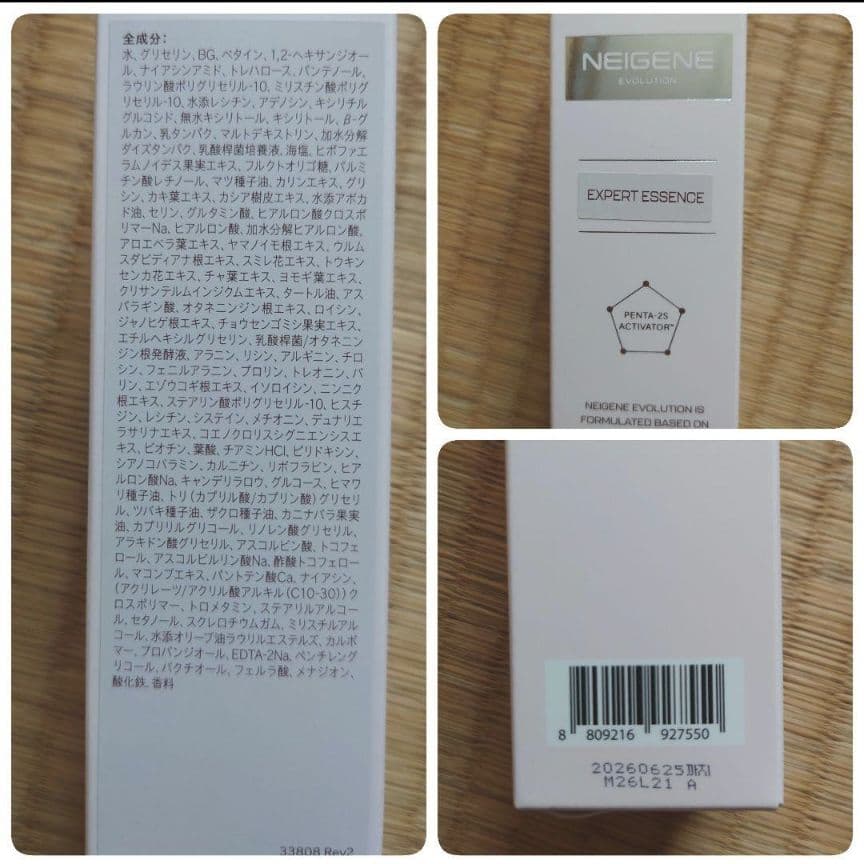 全成分:
水、グリセリン、BG、ベタイン、1,2-ヘキサンジオー
ル、ナイアシンアミド、トレハロース、パンテノール、
ラウリン酸ポリグリセリル-10、ミリスチン酸ポリグ
リセリル-10、水添レシチン、アデノシン、キシリチル
グルコシド、無水キシリトール、キシリトール、β-グ
ルカン、乳タンパク、マルトデキストリン、加水分解
ダイズタンパク、乳酸桿菌培養液、海塩、ヒポファエ
ラムノイデス果実エキス、フルクトオリゴ糖、パルミ
チン酸レチノール、マツ種子油、カリンエキス、グリ
シン、カキ葉エキス、カシア樹皮エキス、水添アボカ
ド油、セリン、グルタミン酸、ヒアルロン酸クロスポ
リマーNa、ヒアルロン酸、加水分解ヒアルロン酸、
アロエベラ葉エキス、ヤマノイモ根エキス、ウルム
スダビディアナ根エキス、スミレ花エキス、トウキン
センカ花エキス、チャ葉エキス、ヨモギ葉エキス、
クリサンテルムインジクムエキス、タートル油、アス
パラギン酸、オタネニンジン根エキス、ロイシン、
ジャノヒゲ根エキス、チョウセンゴミシ果実エキス、
エチルヘキシルグリセリン、乳酸桿菌/オタネニン
ジン根発酵液、アラニン、リシン、アルギニン、チロ
シン、フェニルアラニン、プロリン、トレオニン、バ
リン、エゾウコギ根エキス、イソロイシン、ニンニク
根エキス、ステアリン酸ポリグリセリル-10、ヒスチ
ジン、レシチン、システイン、メチオニン、デュナリエ
ラサリナエキス、コエノクロリスシグニエンシスエ
キス、ビオチン、葉酸、チアミンHCl、ピリドキシン、
シアノコバラミン、カルニチン、リボフラビン、ヒア
ルロン酸Na、キャンデリラロウ、グルコース、ヒマワ
リ種子油、トリ(カプリル酸/カプリン酸)グリセリ
ル、ツバキ種子油、ザクロ種子油、カニナバラ果実
油、カプリリルグリコール、リノレン酸グリセリル、
アラキドン酸グリセリル、アスコルビン酸、トコフェ
ロール、アスコルビルリン酸Na、酢酸トコフェロー
ル、マコンブエキス、パントテン酸Ca、ナイアシン、
(アクリレーツ/アクリル酸アルキル(C10-30))ク
ロスポリマー、トロメタミン、ステアリルアルコー
ル、セタノール、スクレロチウムガム、ミリスチルア
ルコール、水添オリーブ油ラウリルエステルズ、カルボ
マー、プロパンジオール、EDTA-2Na、ペンチレング
リコール、バクチオール、フェルラ酸、メナジオン、
酸化鉄、香料
33808 Rev2
NEIGENE
EVOLUTION
EXPERT ESSENCE
PENTA-2S
ACTIVATOR™
NEIGENE EVOLUTION IS
FORMULATED BASED ON
8 809216 927550
20260625까지
M26L21 A